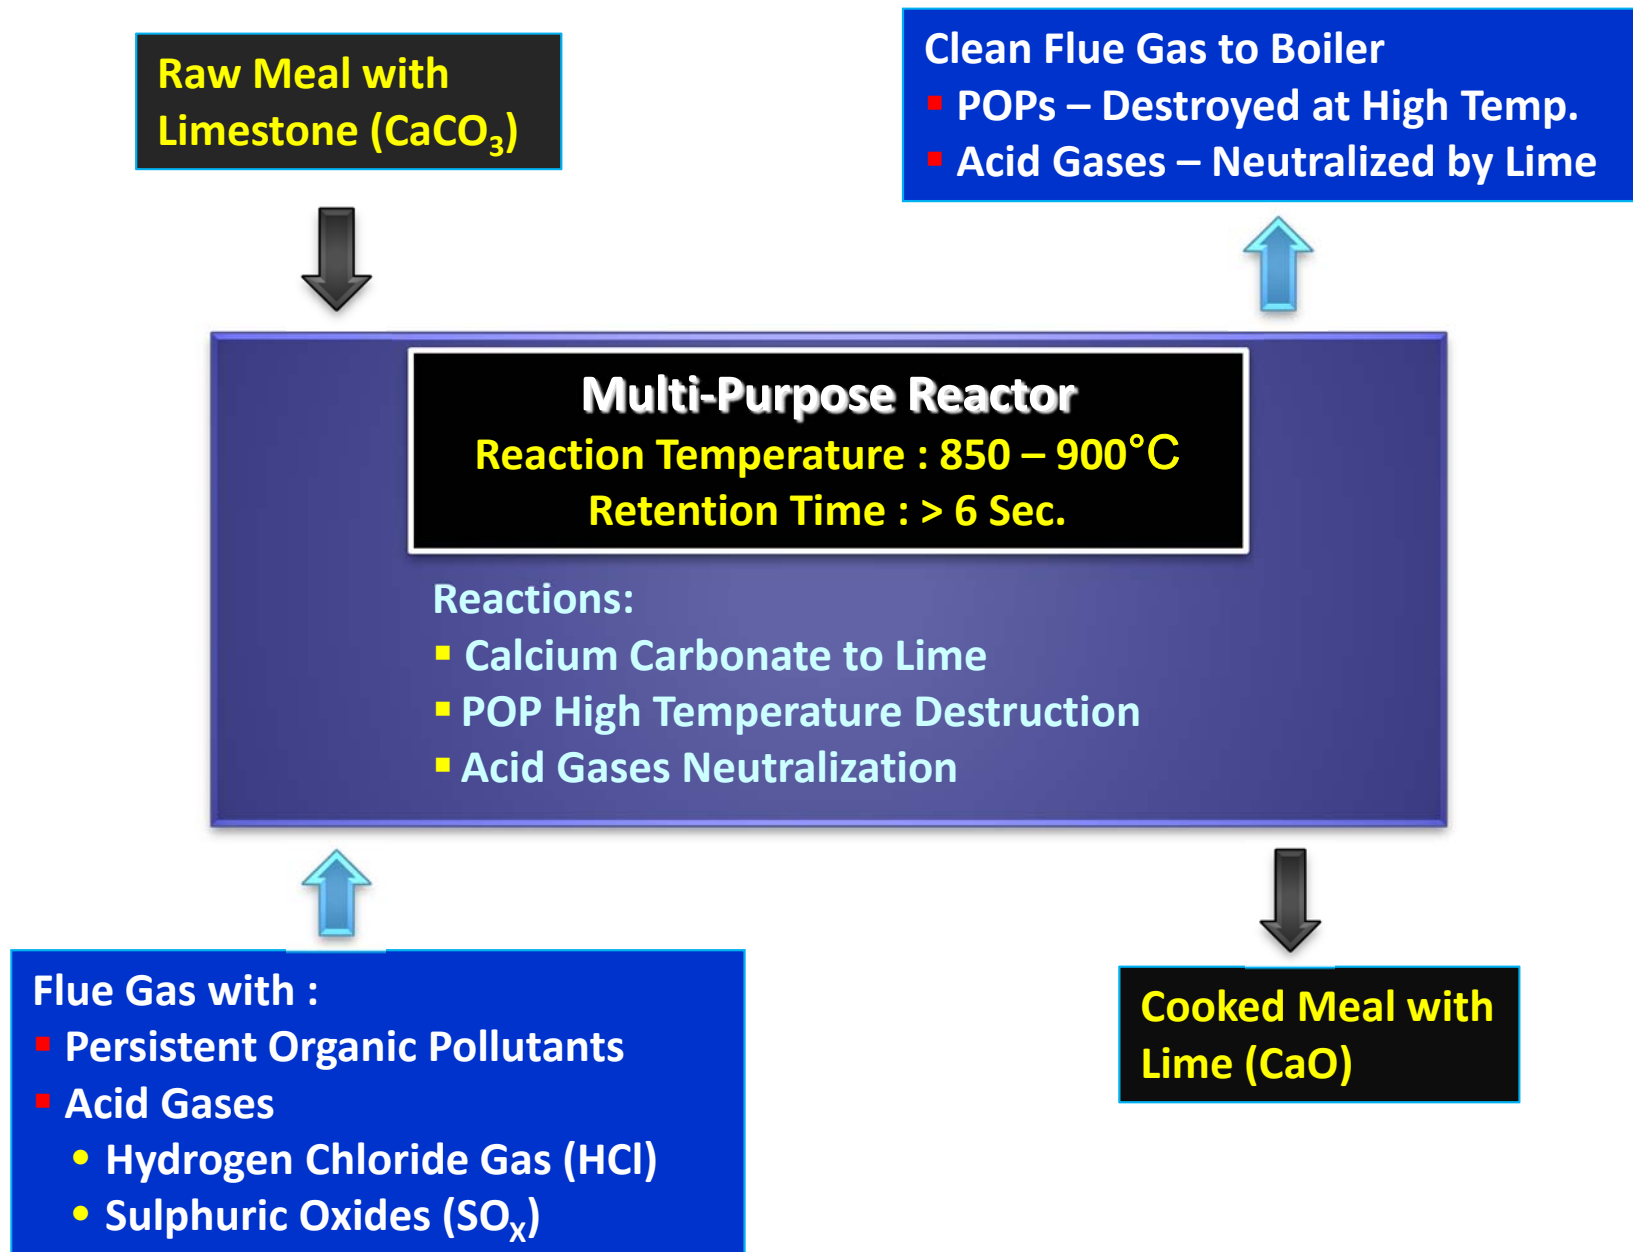 Raw Meal with
Limestone (CaCO₃)
Clean Flue Gas to Boiler
▪ POPs – Destroyed at High Temp.
▪ Acid Gases – Neutralized by Lime
Multi-Purpose Reactor
Reaction Temperature : 850 – 900°C
Retention Time : > 6 Sec.
Reactions:
▪ Calcium Carbonate to Lime
▪ POP High Temperature Destruction
▪ Acid Gases Neutralization
Flue Gas with :
▪ Persistent Organic Pollutants
▪ Acid Gases
• Hydrogen Chloride Gas (HCl)
• Sulphuric Oxides (SOX)
Cooked Meal with
Lime (CaO)